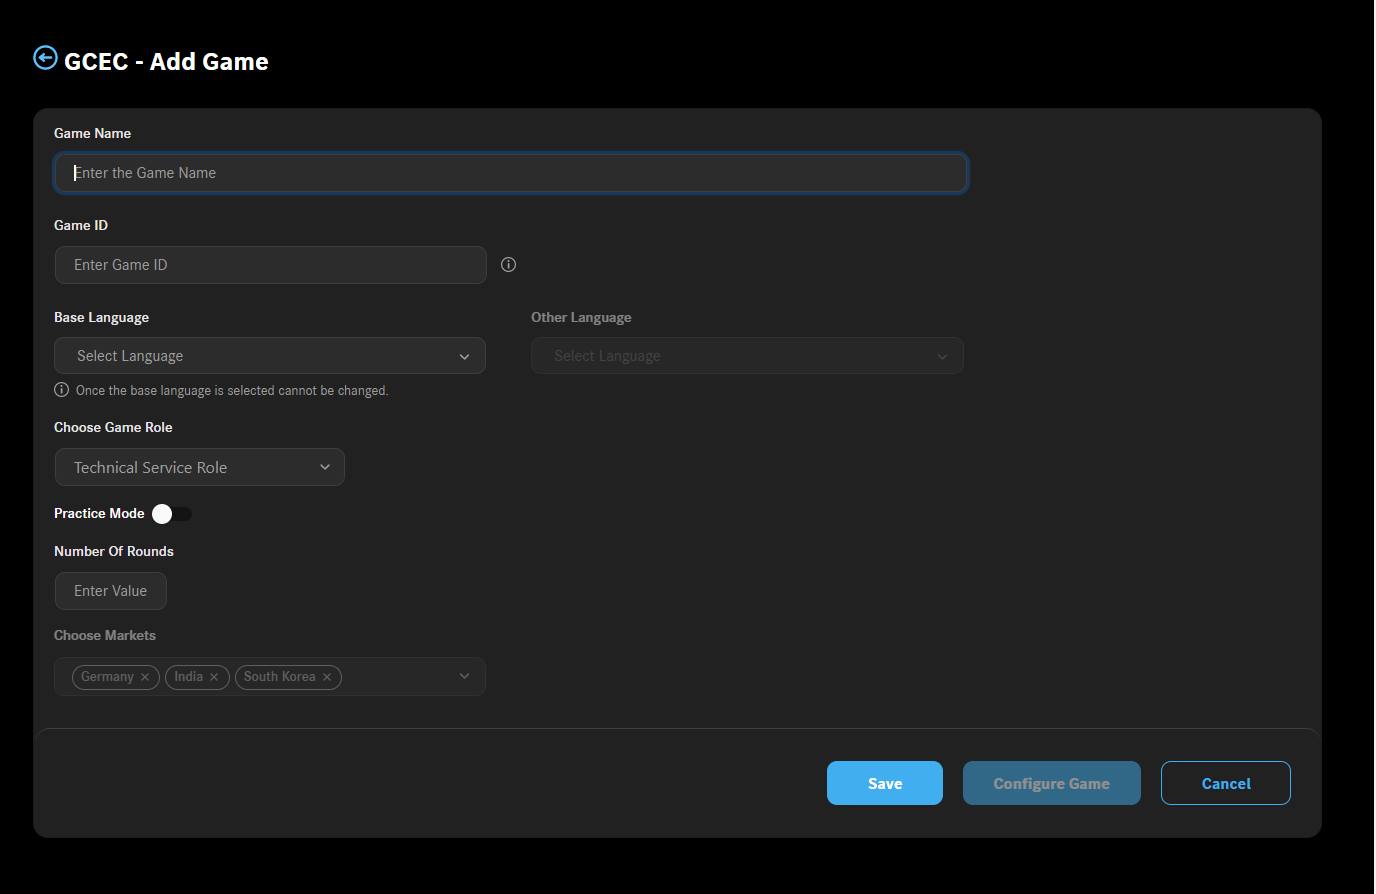 GCEC - Add Game
Game Name
Enter the Game Name
Game ID
Enter Game ID
Base Language
Other Language
Select Language
Select Language
Once the base language is selected cannot be changed.
Choose Game Role
Technical Service Role
Practice Mode
Number Of Rounds
Enter Value
Choose Markets
Germany × India × South Korea ×
Save Configure Game Cancel